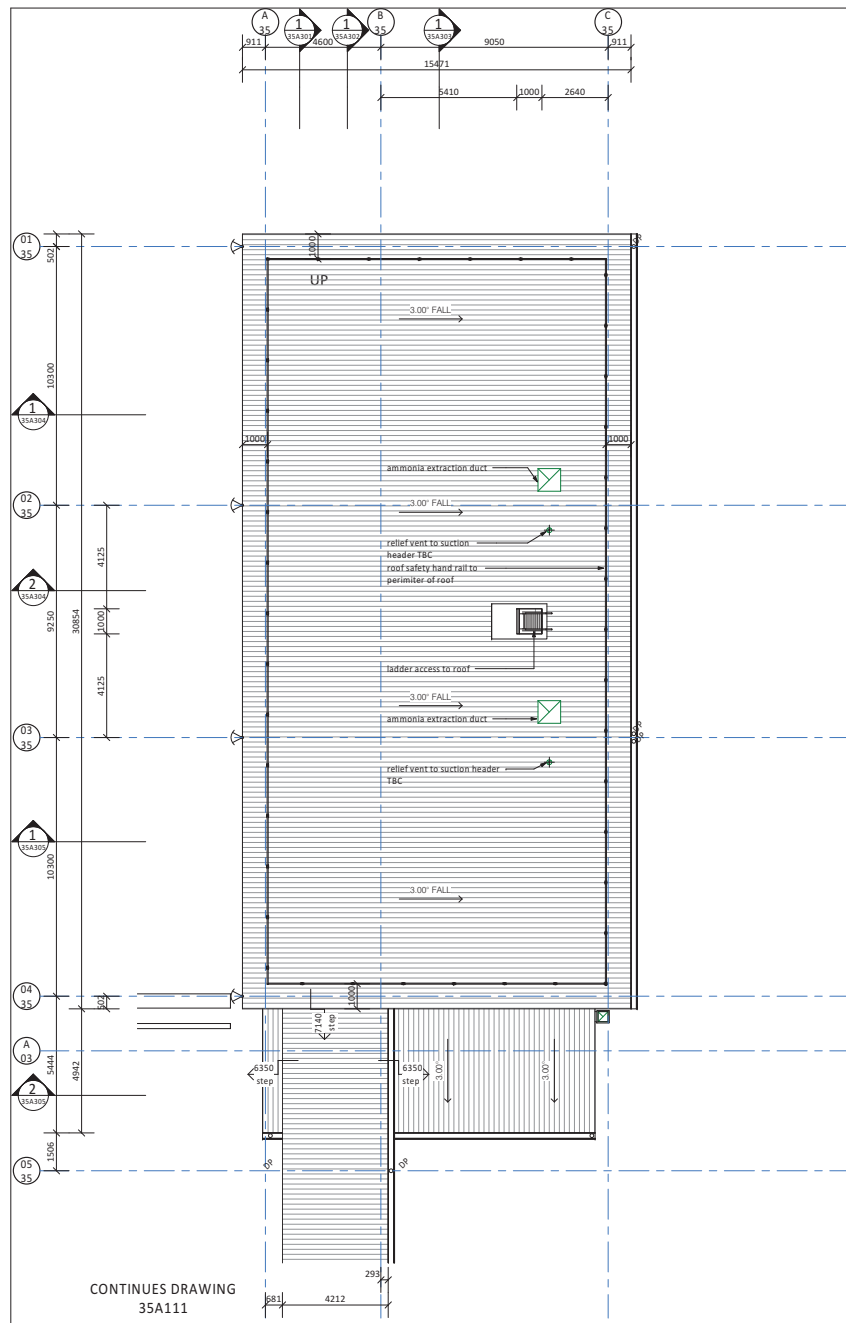 A
35
1
35A301
1
35A302
B
35
1
35A303
C
35
911
4600
9050
911
15471
5410
1000
2640
01
35
502
1000
DP
UP
3.00° FALL
10300
1
35A304
1000
1000
ammonia extraction duct
02
35
3.00° FALL
relief vent to suction
header TBC
roof safety hand rail to
perimiter of roof
4125
2
35A304
9250
30854
1000
ladder access to roof
4125
3.00° FALL
ammonia extraction duct
03
35
DP
DP
relief vent to suction header
TBC
1
35A305
10300
3.00° FALL
04
35
502
1000
7140
step
A
03
5444
4942
6350
step
6350
step
3.00°
3.00°
2
35A305
1506
05
35
DP
DP
293
CONTINUES DRAWING
35A111
681
4212